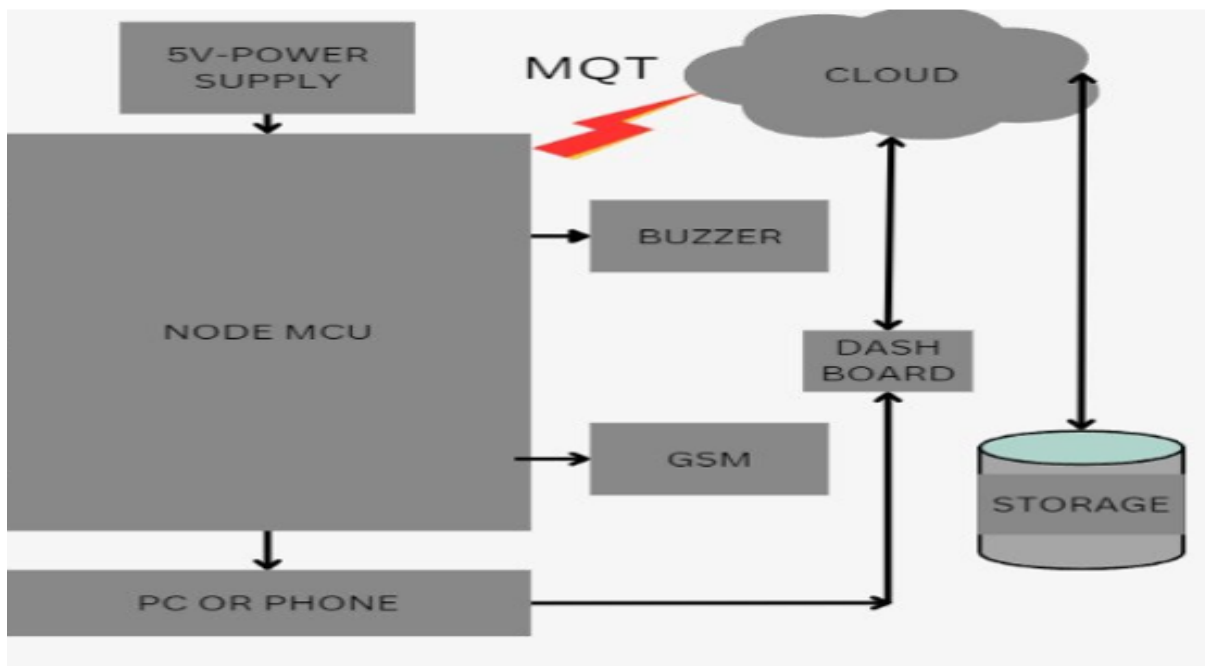 5V-POWER
SUPPLY
MQT
CLOUD
BUZZER
NODE MCU
DASH
BOARD
GSM
STORAGE
PC OR PHONE